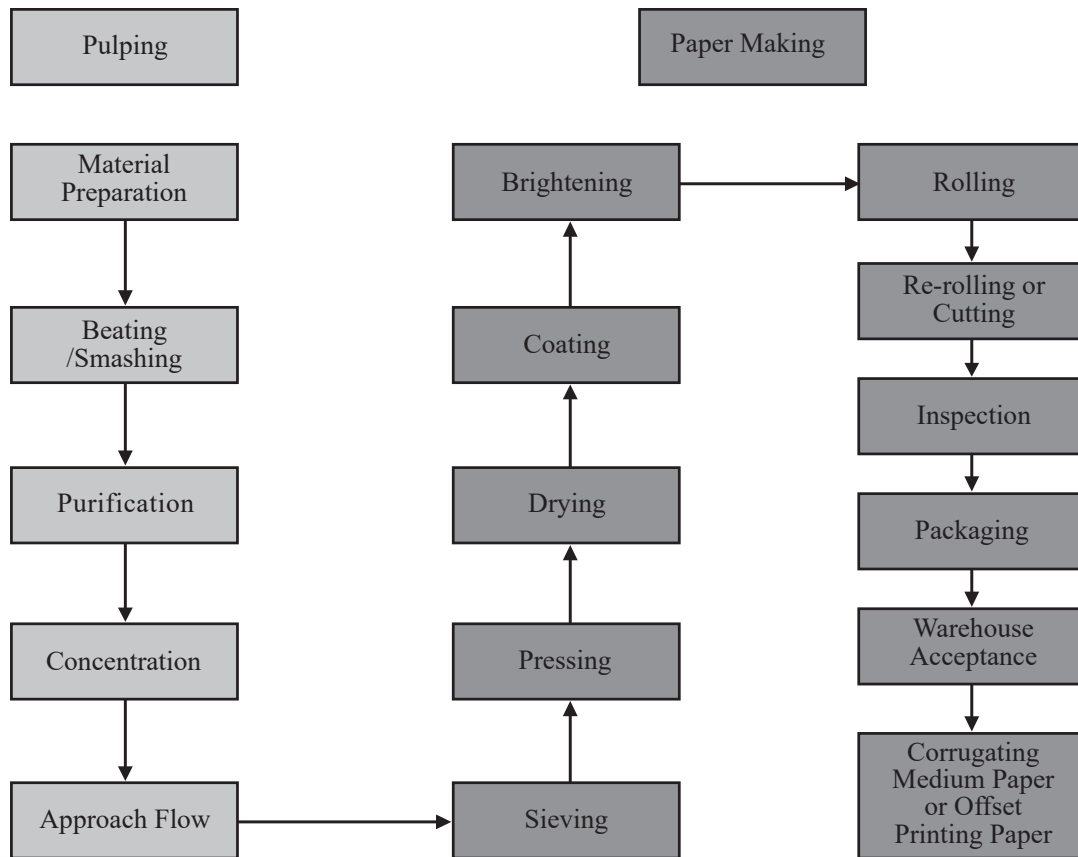 Pulping
Paper Making
Material
Preparation
Beating
/Smashing
Purification
Concentration
Approach Flow
Sieving
Pressing
Drying
Coating
Brightening
Rolling
Re-rolling or
Cutting
Inspection
Packaging
Warehouse
Acceptance
Corrugating
Medium Paper
or Offset
Printing Paper